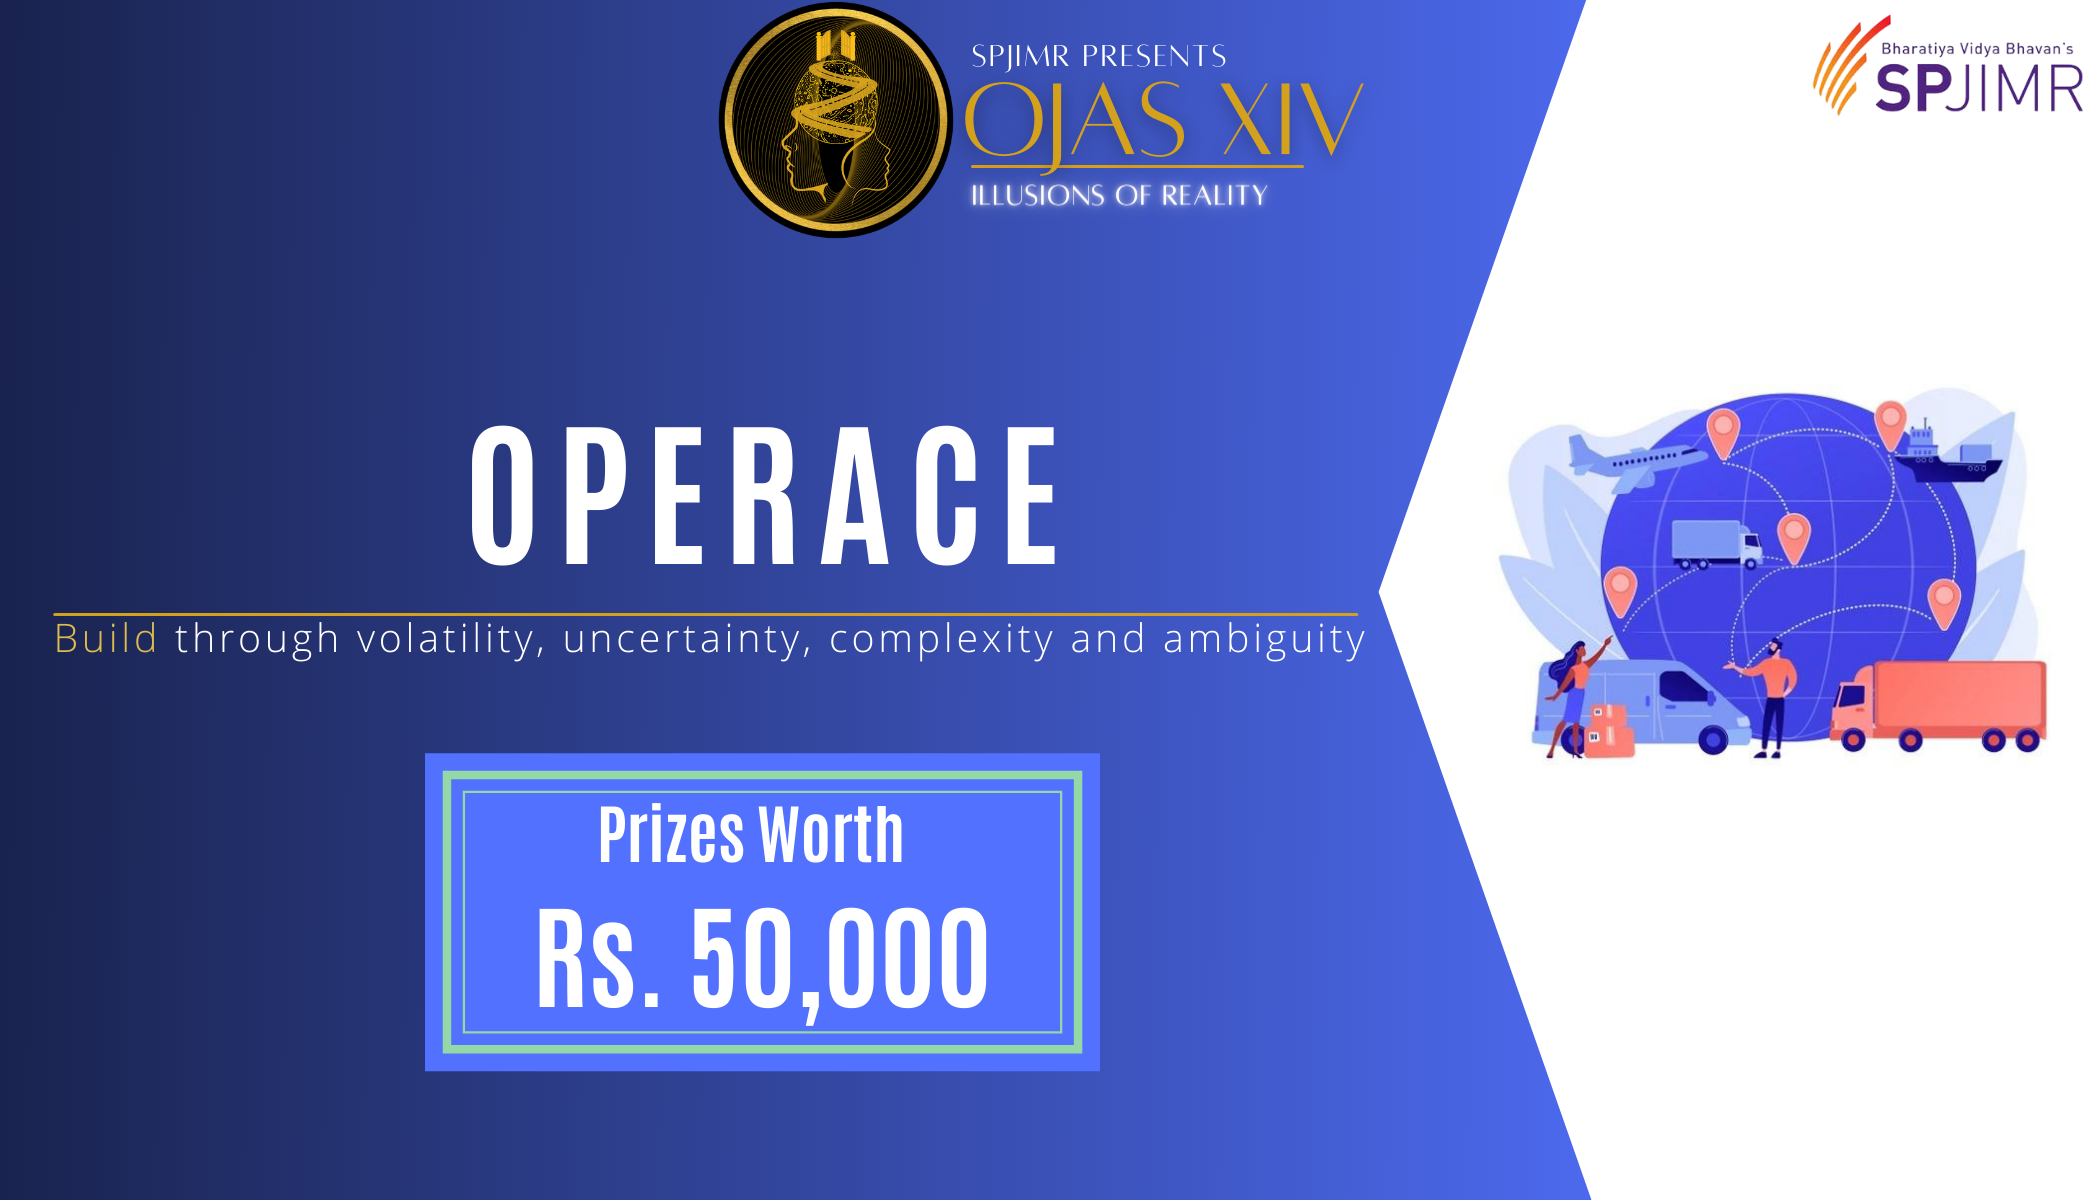 SPJIMR PRESENTS
OJAS XIV
ILLUSIONS OF REALITY
Bharatiya Vidya Bhavan's
SPJIMR
OPERACE
Build through volatility, uncertainty, complexity and ambiguity
Prizes Worth
Rs. 50,000